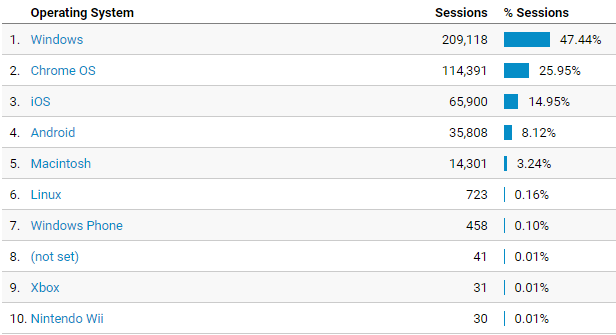 Operating System Sessions % Sessions
1. Windows 209,118 47.44%
2. Chrome OS 114,391 25.95%
3. iOS 65,900 14.95%
4. Android 35,808 8.12%
5. Macintosh 14,301 3.24%
6. Linux 723 0.16%
7. Windows Phone 458 0.10%
8. (not set) 41 0.01%
9. Xbox 31 0.01%
10. Nintendo Wii 30 0.01%